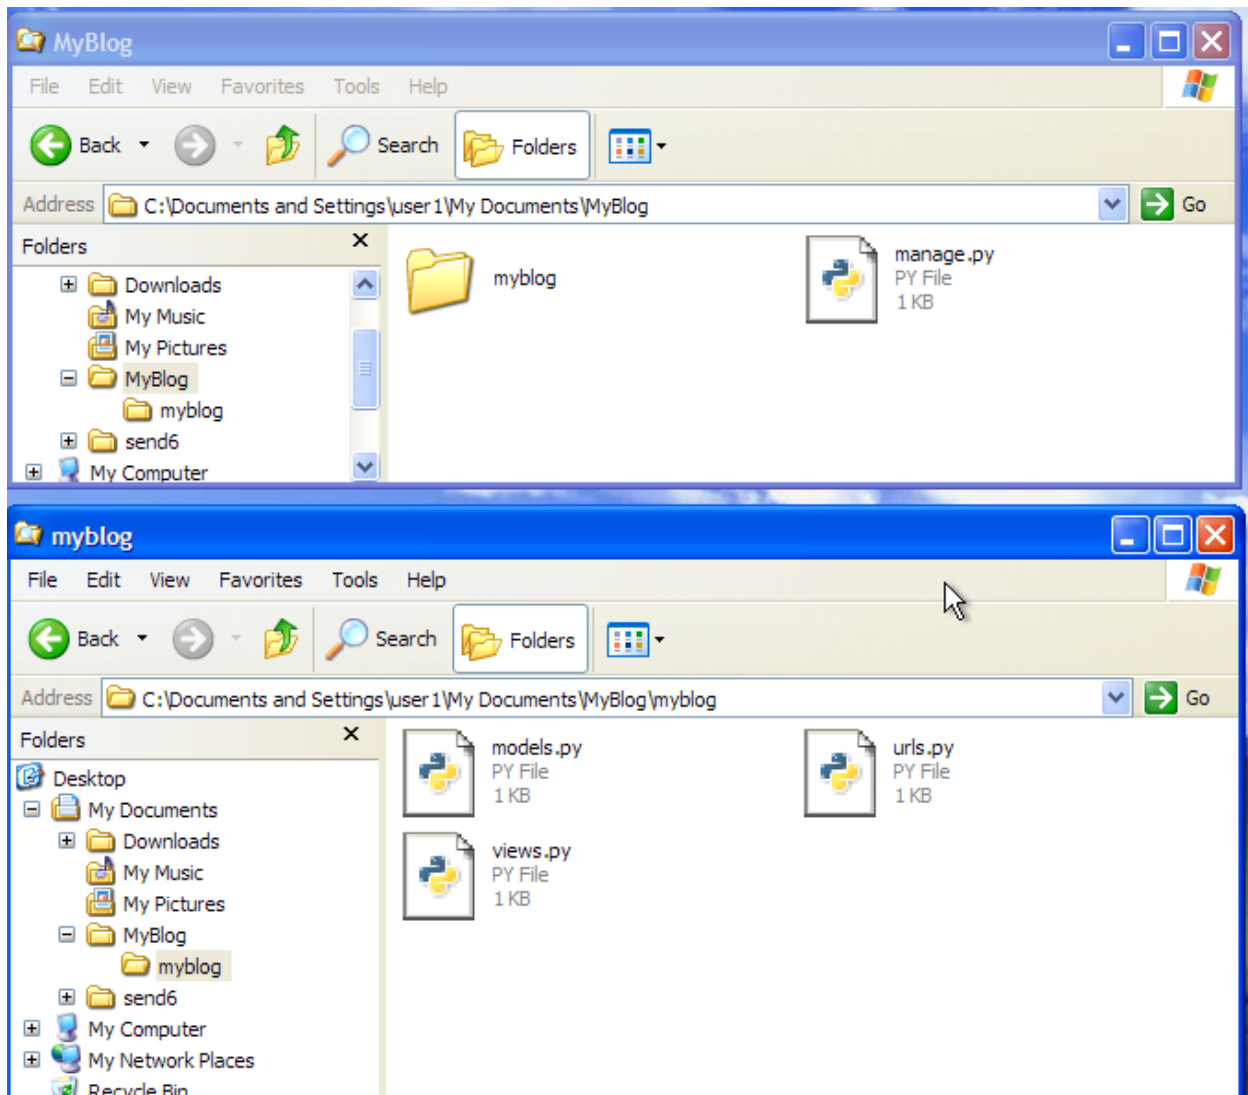 MyBlog
File Edit View Favorites Tools Help
Back Search Folders
Address C:\Documents and Settings\user1\My Documents\MyBlog Go
Folders
Downloads
My Music
My Pictures
MyBlog
myblog
send6
My Computer
myblog
manage.py
PY File
1 KB
myblog
File Edit View Favorites Tools Help
Back Search Folders
Address C:\Documents and Settings\user1\My Documents\MyBlog\myblog Go
Folders
Desktop
My Documents
Downloads
My Music
My Pictures
MyBlog
myblog
send6
My Computer
My Network Places
Recycle Bin
models.py
PY File
1 KB
urls.py
PY File
1 KB
views.py
PY File
1 KB